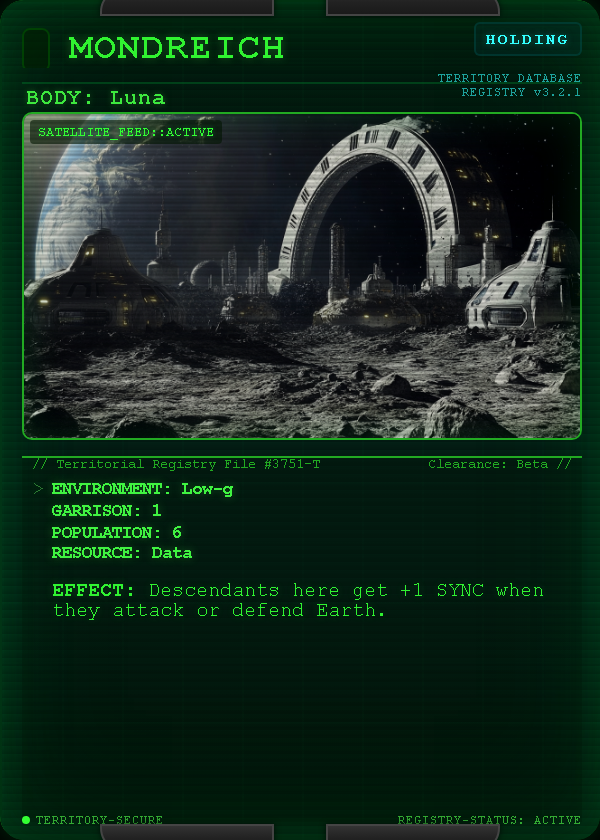 MONDREICH
HOLDING
TERRITORY DATABASE
REGISTRY v3.2.1
BODY: Luna
SATELLITE_FEED::ACTIVE
// Territorial Registry File #3751-T
Clearance: Beta //
> ENVIRONMENT: Low-g
GARRISON: 1
POPULATION: 6
RESOURCE: Data
EFFECT: Descendants here get +1 SYNC when
they attack or defend Earth.
TERRITORY-SECURE
REGISTRY-STATUS: ACTIVE